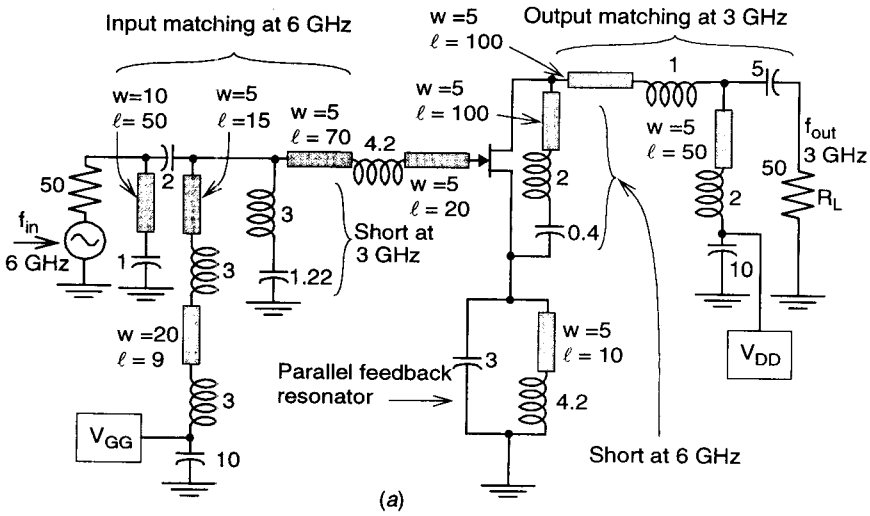 Input matching at 6 GHz
Output matching at 3 GHz
w=5
ℓ = 100
w=5
ℓ = 100
1
5
w=10
ℓ= 50
w=5
ℓ =15
w=5
ℓ = 70
4.2
w=5
ℓ = 50
f_out
3 GHz
50
2
50
R_L
f_in
6 GHz
1
3
w=5
ℓ = 20
2
2
Short at
3 GHz
0.4
3
1.22
10
w =20
ℓ = 9
3
w=5
ℓ = 10
V_DD
Parallel feedback
resonator
3
4.2
V_GG
10
Short at 6 GHz
(a)